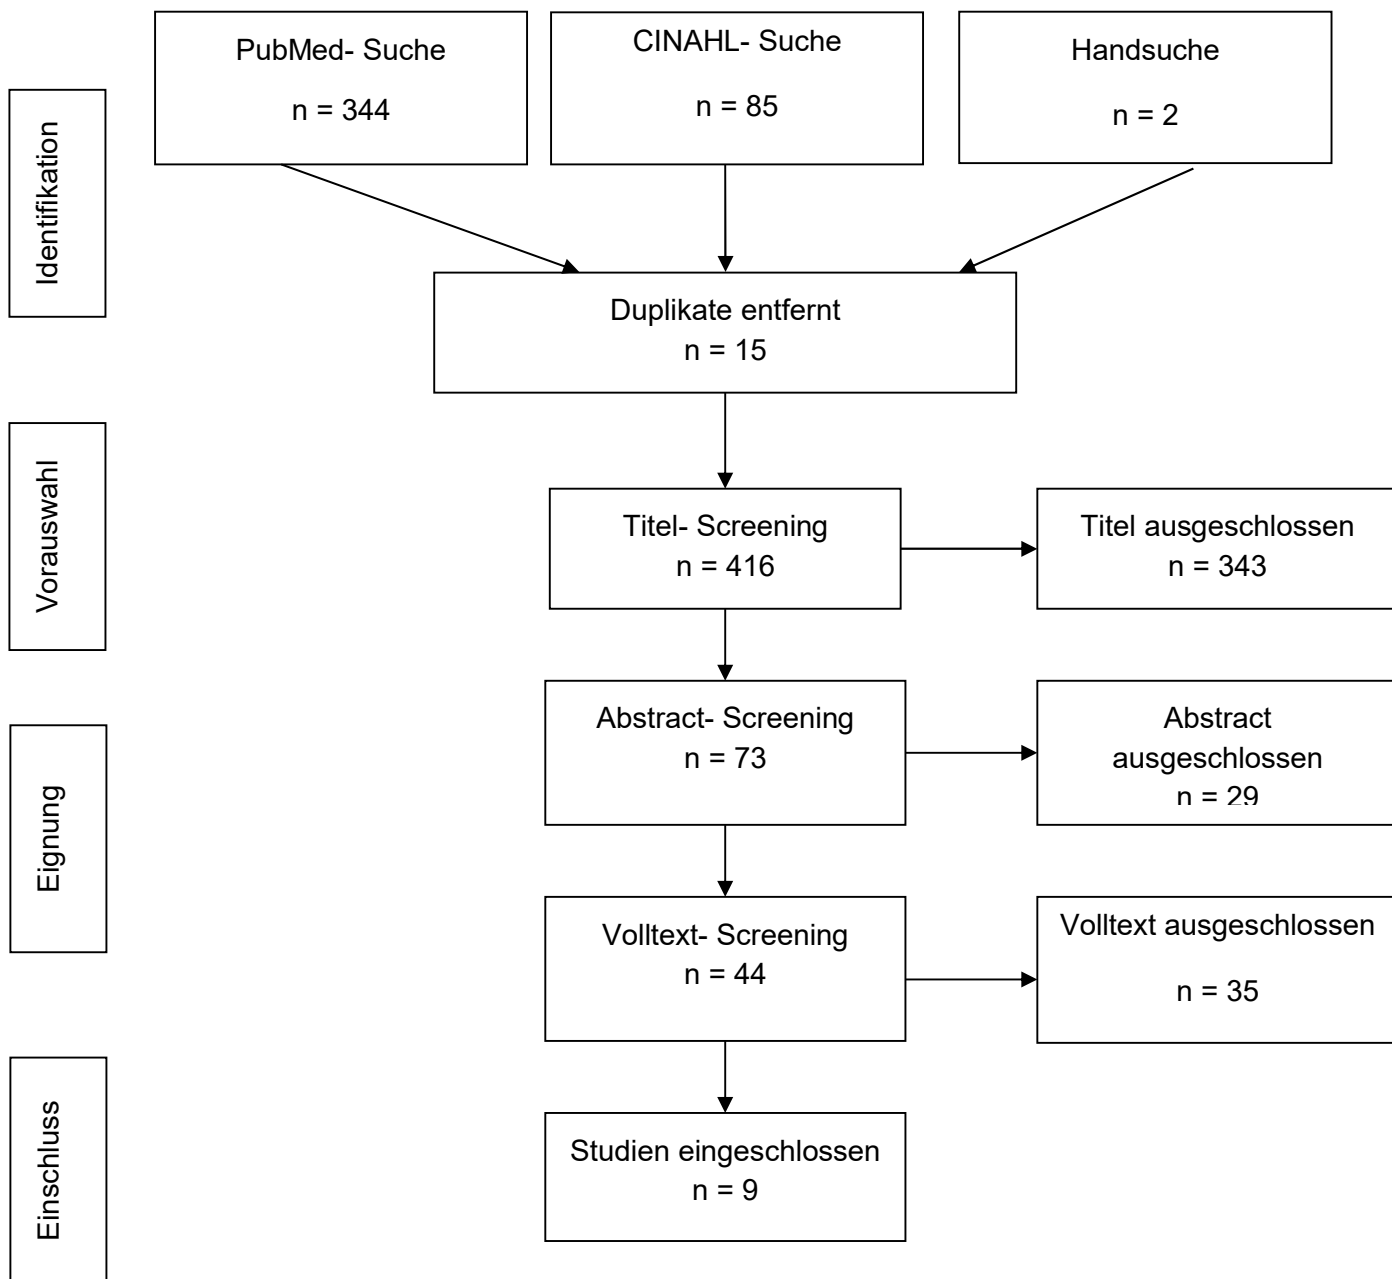 PubMed- Suche
n = 344
CINAHL- Suche
n = 85
Handsuche
n = 2
Identifikation
Duplikate entfernt
n = 15
Vorauswahl
Titel- Screening
n = 416
Titel ausgeschlossen
n = 343
Eignung
Abstract- Screening
n = 73
Abstract
ausgeschlossen
n = 29
Volltext- Screening
n = 44
Volltext ausgeschlossen
n = 35
Einschluss
Studien eingeschlossen
n = 9